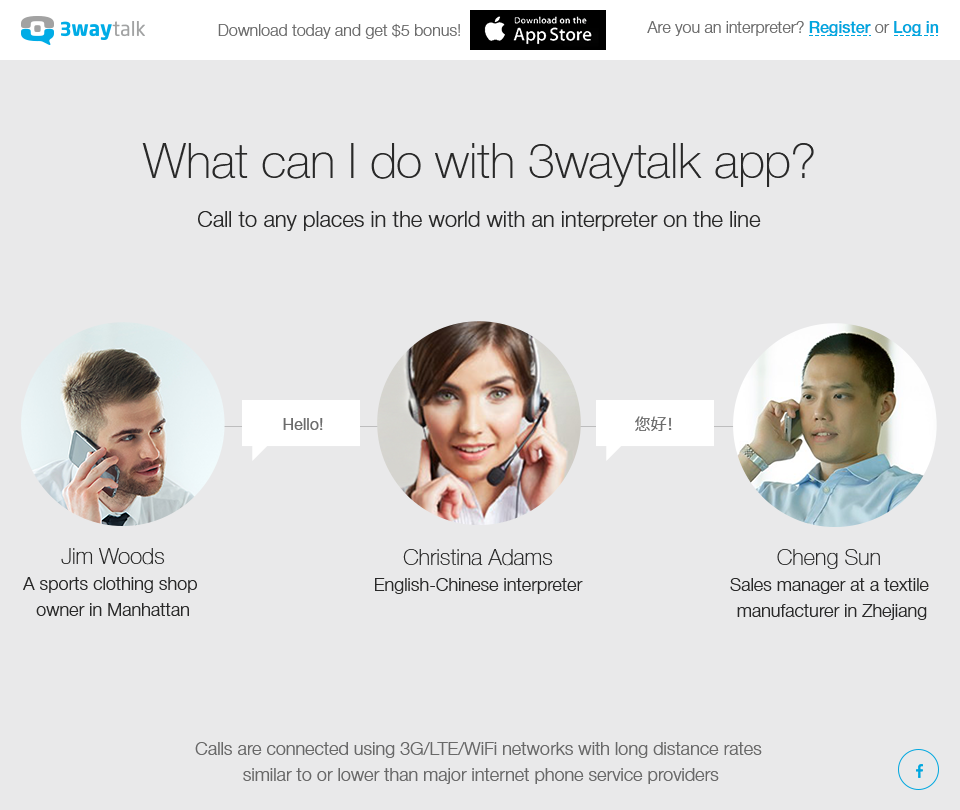 3waytalk
Download today and get $5 bonus!
Download on the
App Store
Are you an interpreter? Register or Log in
What can I do with 3waytalk app?
Call to any places in the world with an interpreter on the line
Hello!
您好!
Jim Woods
A sports clothing shop
owner in Manhattan
Christina Adams
English-Chinese interpreter
Cheng Sun
Sales manager at a textile
manufacturer in Zhejiang
Calls are connected using 3G/LTE/WiFi networks with long distance rates
similar to or lower than major internet phone service providers
f